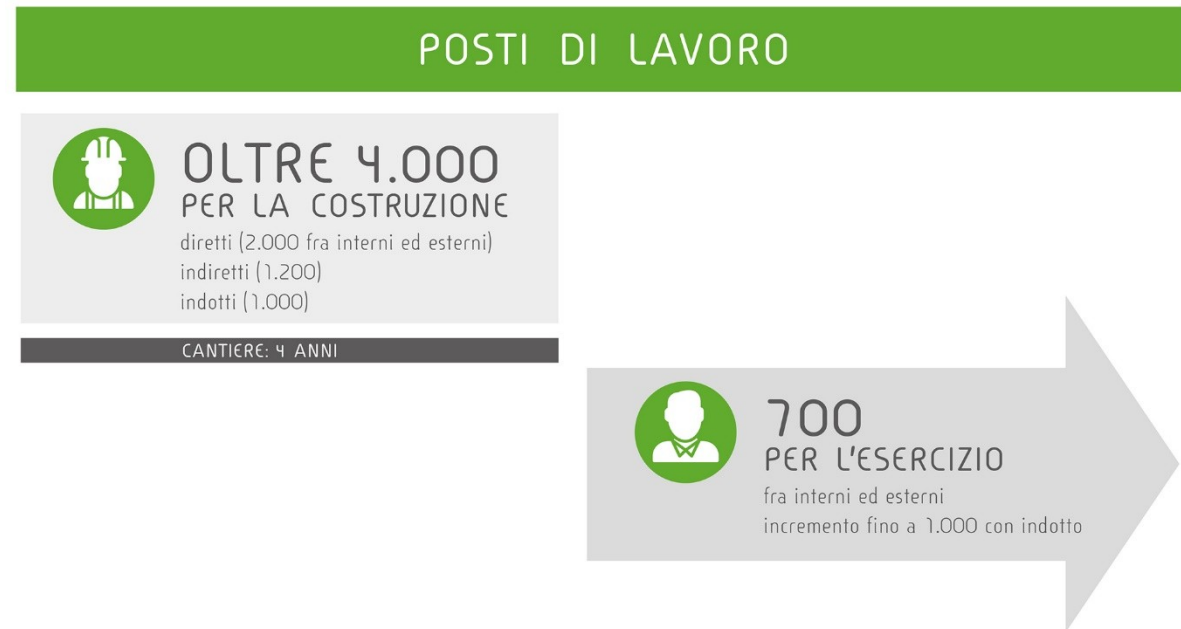 POSTI DI LAVORO
OLTRE 4.000
PER LA COSTRUZIONE
diretti (2.000 fra interni ed esterni)
indiretti (1.200)
indotti (1.000)
CANTIERE: 4 ANNI
700
PER L'ESERCIZIO
fra interni ed esterni
incremento fino a 1.000 con indotto